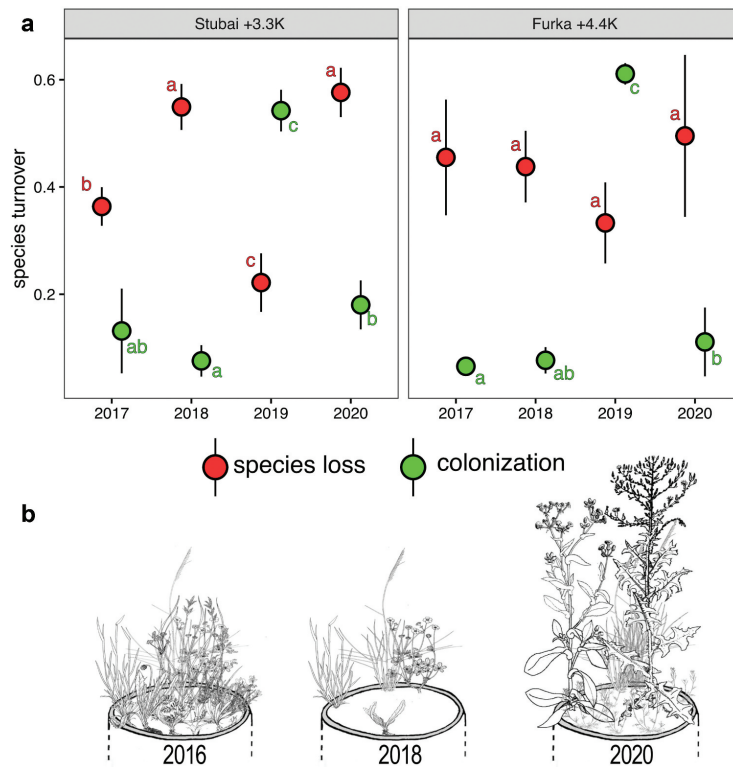 a
Stubai +3.3K
Furka +4.4K
species turnover
0.6
0.4
0.2
b
a
c
a
ab
a
c
b
a
a
a
a
a
ab
c
b
2017 2018 2019 2020
2017 2018 2019 2020
species loss
colonization
b
2016
2018
2020